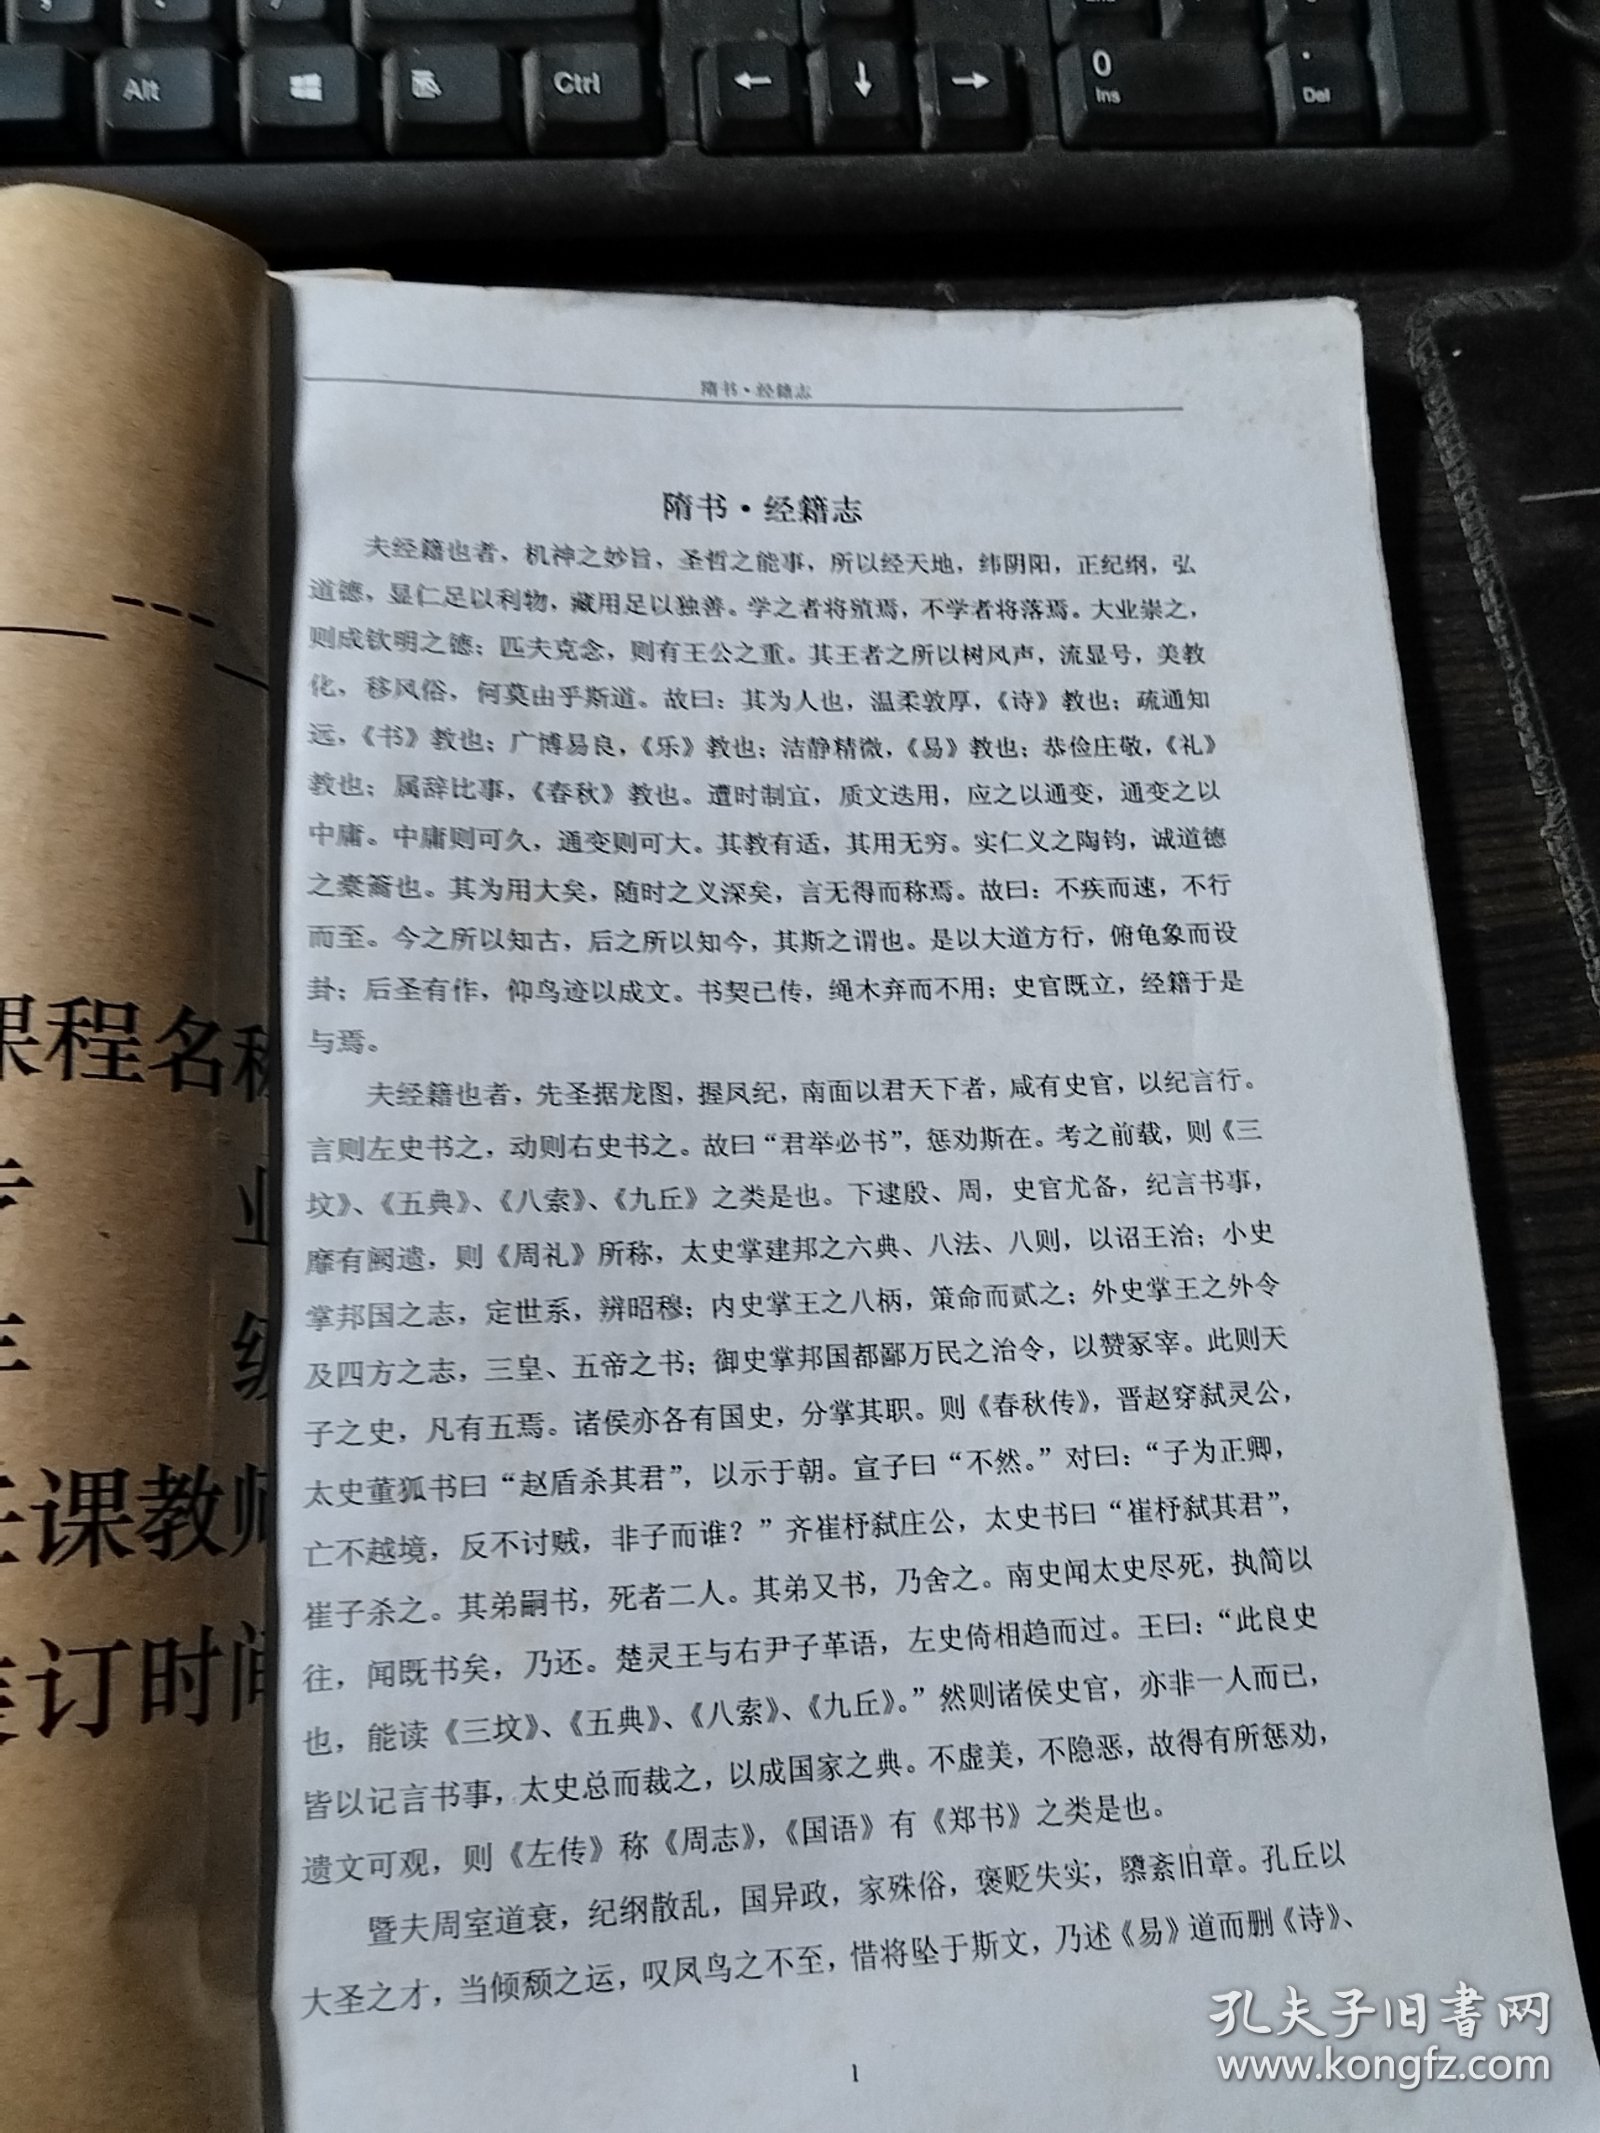 Alt
Ctrl
←
↓
→
0
Ins
.
Del
隋书·经籍志
隋书·经籍志
夫经籍也者，机神之妙旨，圣哲之能事，所以经天地，纬阴阳，正纪纲，弘
道德，显仁足以利物，藏用足以独善。学之者将殖焉，不学者将落焉。大业崇之，
则成钦明之德；匹夫克念，则有王公之重。其王者之所以树风声，流显号，美教
化，移风俗，何莫由乎斯道。故曰：其为人也，温柔敦厚，《诗》教也；疏通知
远，《书》教也；广博易良，《乐》教也；洁静精微，《易》教也；恭俭庄敬，《礼》
教也；属辞比事，《春秋》教也。遭时制宜，质文迭用，应之以通变，通变之以
中庸。中庸则可久，通变则可大。其教有适，其用无穷。实仁义之陶钧，诚道德
之橐籥也。其为用大矣，随时之义深矣，言无得而称焉。故曰：不疾而速，不行
而至。今之所以知古，后之所以知今，其斯之谓也。是以大道方行，俯龟象而设
卦；后圣有作，仰鸟迹以成文。书契已传，绳木弃而不用；史官既立，经籍于是
与焉。
夫经籍也者，先圣据龙图，握凤纪，南面以君天下者，咸有史官，以纪言行。
言则左史书之，动则右史书之。故曰“君举必书”，惩劝斯在。考之前载，则《三
坟》、《五典》、《八索》、《九丘》之类是也。下逮殷、周，史官尤备，纪言书事，
靡有阙遗，则《周礼》所称，太史掌建邦之六典、八法、八则，以诏王治；小史
掌邦国之志，定世系，辨昭穆；内史掌王之八柄，策命而贰之；外史掌王之外令
及四方之志，三皇、五帝之书；御史掌邦国都鄙万民之治令，以赞冢宰。此则天
子之史，凡有五焉。诸侯亦各有国史，分掌其职。则《春秋传》，晋赵穿弑灵公，
太史董狐书曰“赵盾杀其君”，以示于朝。宣子曰“不然。”对曰：“子为正卿，
亡不越境，反不讨贼，非子而谁？”齐崔杼弑庄公，太史书曰“崔杼弑其君”，
崔子杀之。其弟嗣书，死者二人。其弟又书，乃舍之。南史闻太史尽死，执简以
往，闻既书矣，乃还。楚灵王与右尹子革语，左史倚相趋而过。王曰：“此良史
也，能读《三坟》、《五典》、《八索》、《九丘》。”然则诸侯史官，亦非一人而已，
皆以记言书事，太史总而裁之，以成国家之典。不虚美，不隐恶，故得有所惩劝，
遗文可观，则《左传》称《周志》，《国语》有《郑书》之类是也。
暨夫周室道衰，纪纲散乱，国异政，家殊俗，褒贬失实，隳紊旧章。孔丘以
大圣之才，当倾颓之运，叹凤鸟之不至，惜将坠于斯文，乃述《易》道而删《诗》、
1
课程名称
业
级
任课教师
装订时间
孔夫子旧书网
www.kongfz.com